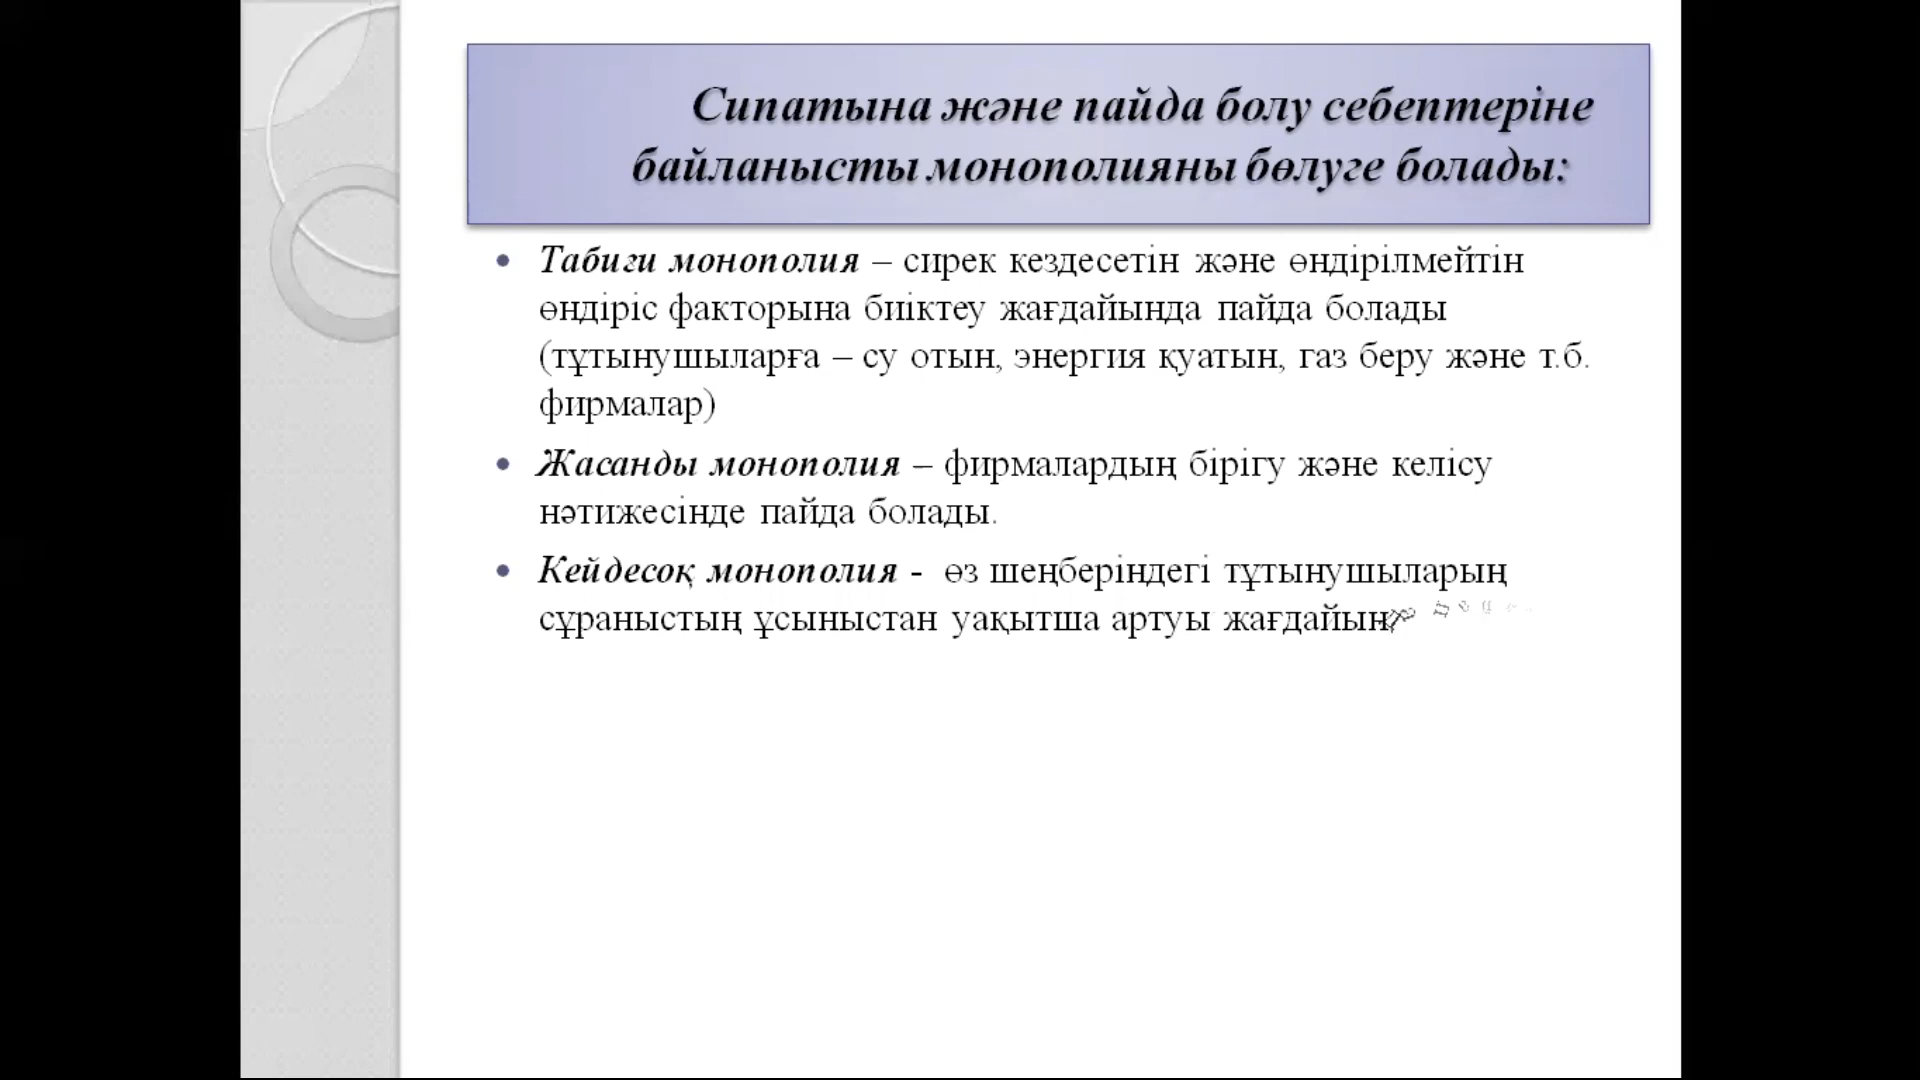 Сипатына және пайда болу себептеріне
байланысты монополияны бөлуге болады:
• Табиғи монополия – сирек кездесетін және өндірілмейтін
өндіріс факторына биіктеу жағдайында пайда болады
(тұтынушыларға – су отын, энергия қуатын, газ беру және т.б.
фирмалар)
• Жасанды монополия – фирмалардың бірігу және келісу
нәтижесінде пайда болады.
• Кейдесоқ монополия - өз шеңберіндегі тұтынушыларың
сұраныстың ұсыныстан уақытша артуы